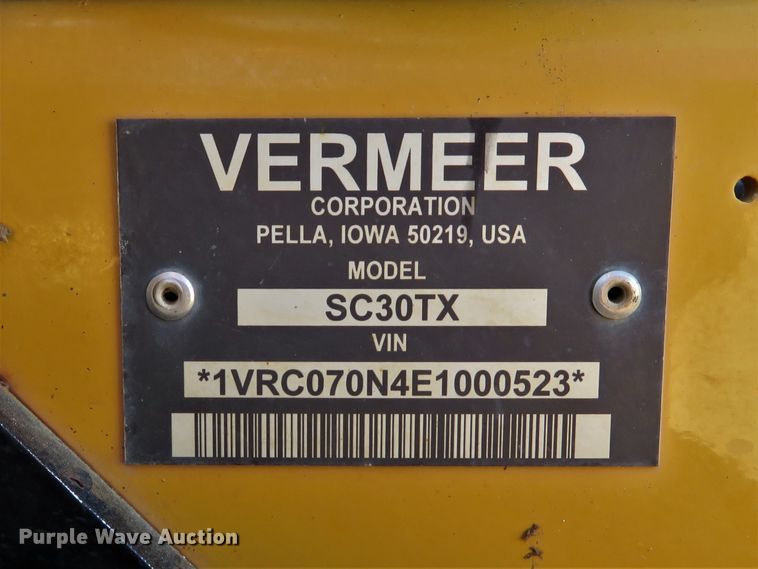 VERMEER
CORPORATION
PELLA, IOWA 50219, USA
MODEL
SC30TX
VIN
*1VRC070N4E1000523*
Purple Wave Auction